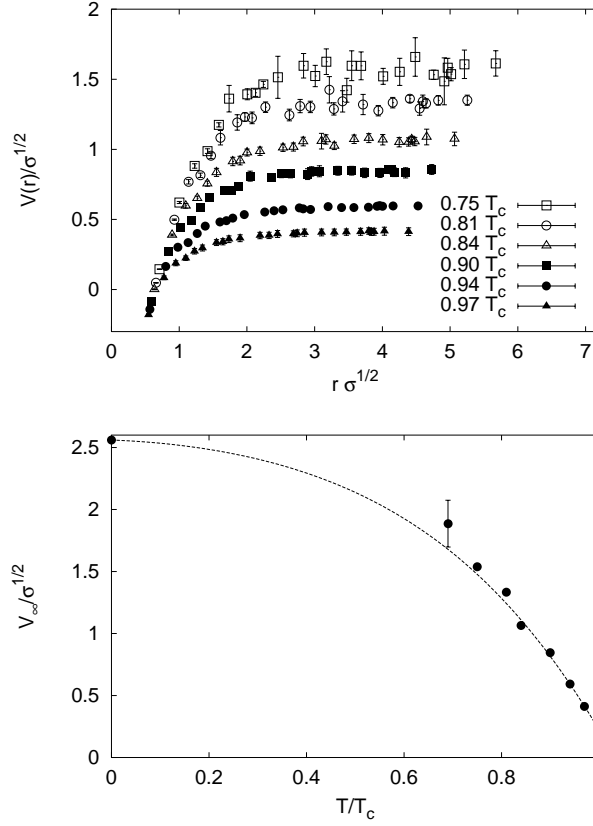 V(r)/σ^{1/2}
2
1.5
1
0.5
0
0.75 T_c
0.81 T_c
0.84 T_c
0.90 T_c
0.94 T_c
0.97 T_c
0 1 2 3 4 5 6 7
r σ^{1/2}
V_∞/σ^{1/2}
2.5
2
1.5
1
0.5
0
0 0.2 0.4 0.6 0.8
T/T_c